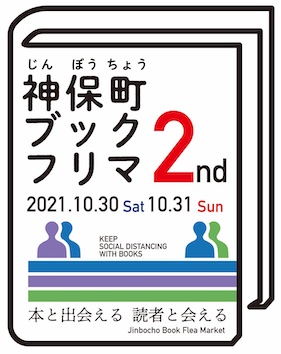 じんぼうちょう
神保町
ブック
フリマ 2nd
2021.10.30 Sat 10.31 Sun
KEEP
SOCIAL DISTANCING
WITH BOOKS
本と出会える 読者と会える
Jinbocho Book Flea Market